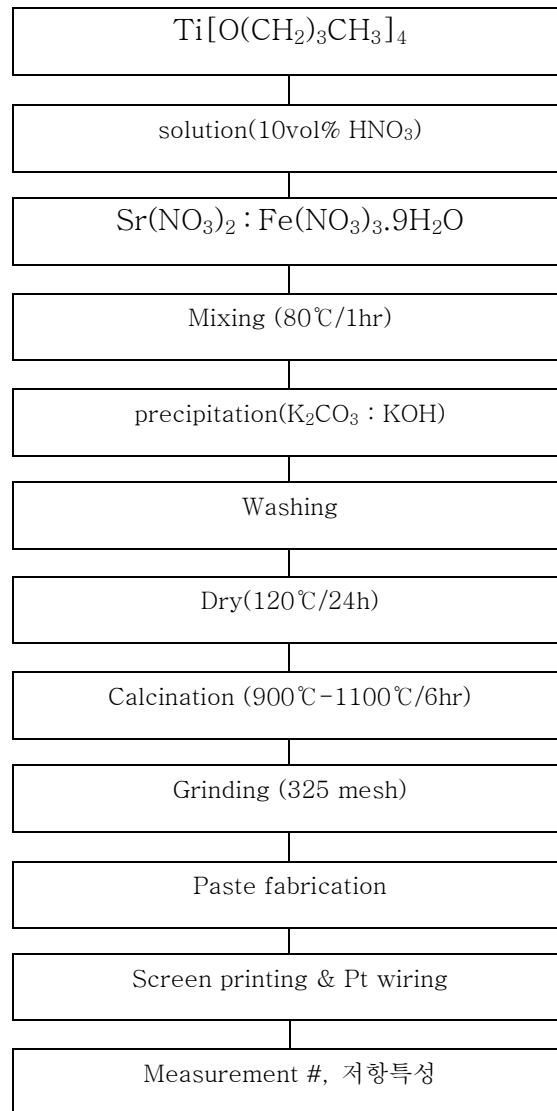 Ti[O(CH₂)₃CH₃]₄
solution(10vol% HNO₃)
Sr(NO₃)₂ : Fe(NO₃)₃.9H₂O
Mixing (80℃/1hr)
precipitation(K₂CO₃ : KOH)
Washing
Dry(120℃/24h)
Calcination (900℃-1100℃/6hr)
Grinding (325 mesh)
Paste fabrication
Screen printing & Pt wiring
Measurement #, 저항특성